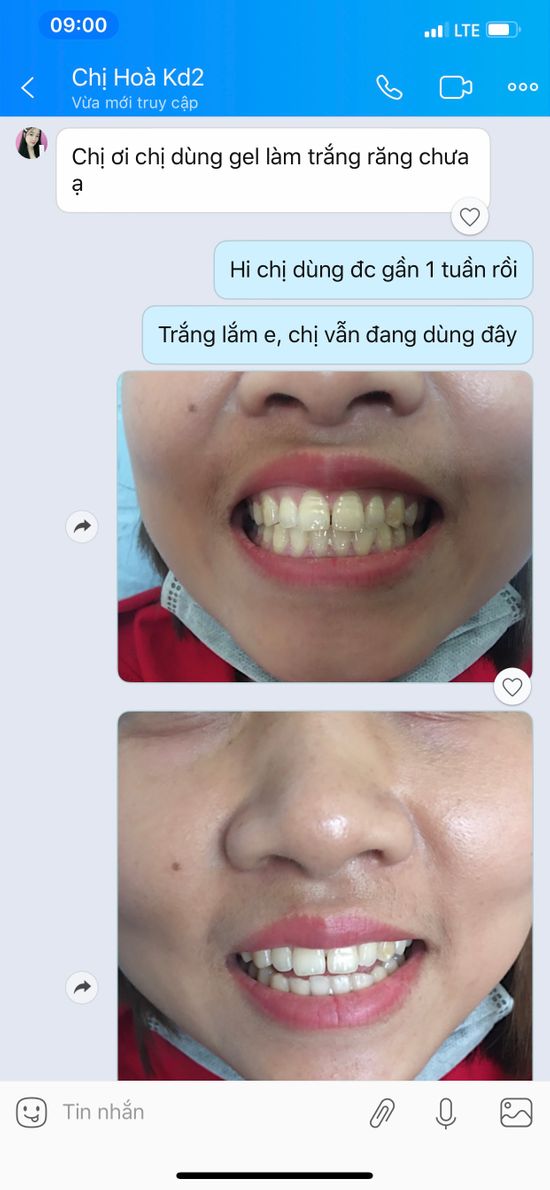 09:00
LTE
Chị Hoà Kd2
Vừa mới truy cập
Chị ơi chị dùng gel làm trắng răng chưa
ạ
Hi chị dùng đc gần 1 tuần rồi
Trắng lắm e, chị vẫn đang dùng đây
Tin nhắn